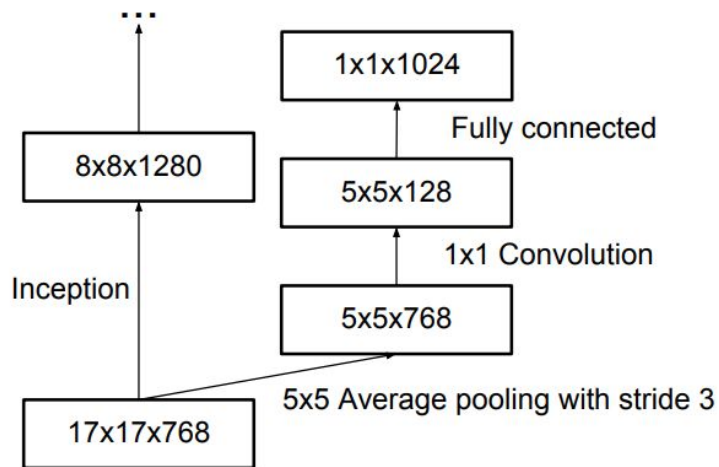 ...
1x1x1024
Fully connected
8x8x1280
5x5x128
1x1 Convolution
Inception
5x5x768
5x5 Average pooling with stride 3
17x17x768